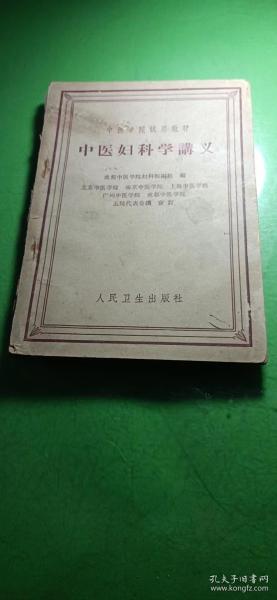 中医学院試用教材
中医妇科学講义
成都中医学院妇科教研組 編
北京中医学院 南京中医学院 上海中医学院
广州中医学院 成都中医学院
五院代表会議 审訂
人民卫生出版社
孔夫子旧书网